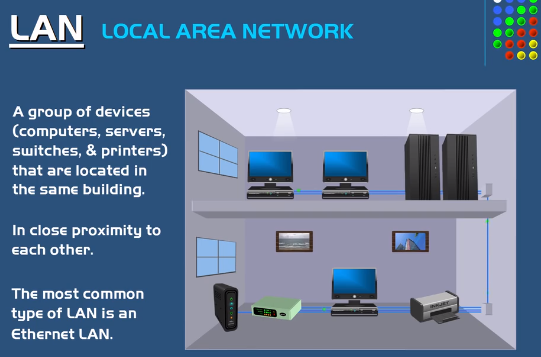 LAN LOCAL AREA NETWORK
A group of devices
(computers, servers,
switches, & printers)
that are located in
the same building.
In close proximity to
each other.
The most common
type of LAN is an
Ethernet LAN.